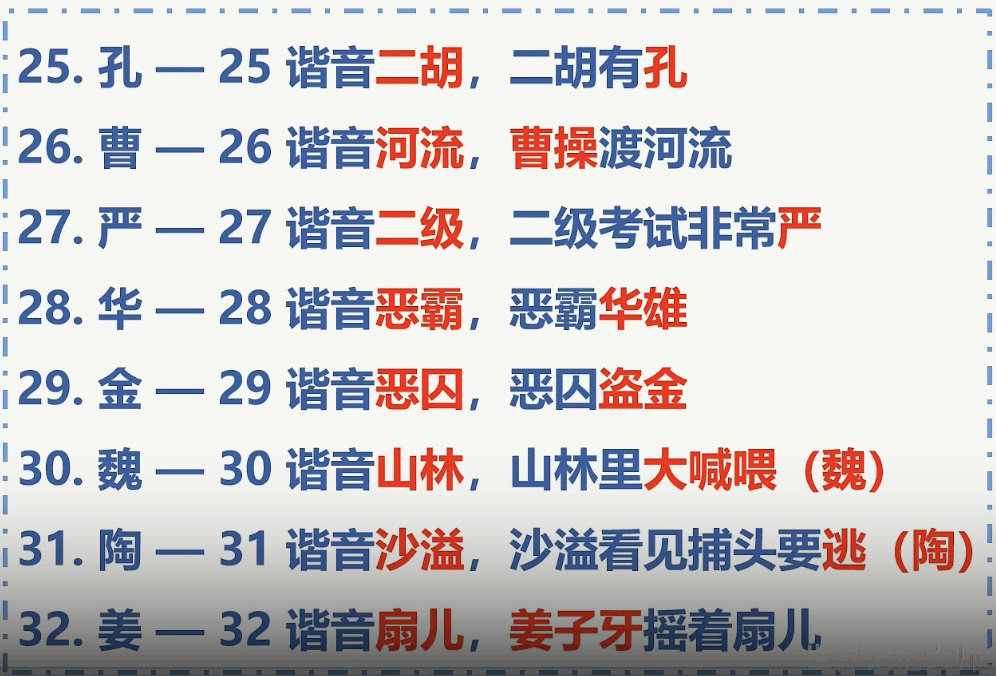 25. 孔 — 25 谐音二胡，二胡有孔
26. 曹 — 26 谐音河流，曹操渡河流
27. 严 — 27 谐音二级，二级考试非常严
28. 华 — 28 谐音恶霸，恶霸华雄
29. 金 — 29 谐音恶囚，恶囚盗金
30. 魏 — 30 谐音山林，山林里大喊喂（魏）
31. 陶 — 31 谐音沙溢，沙溢看见捕头要逃（陶）
32. 姜 — 32 谐音扇儿，姜子牙摇着扇儿